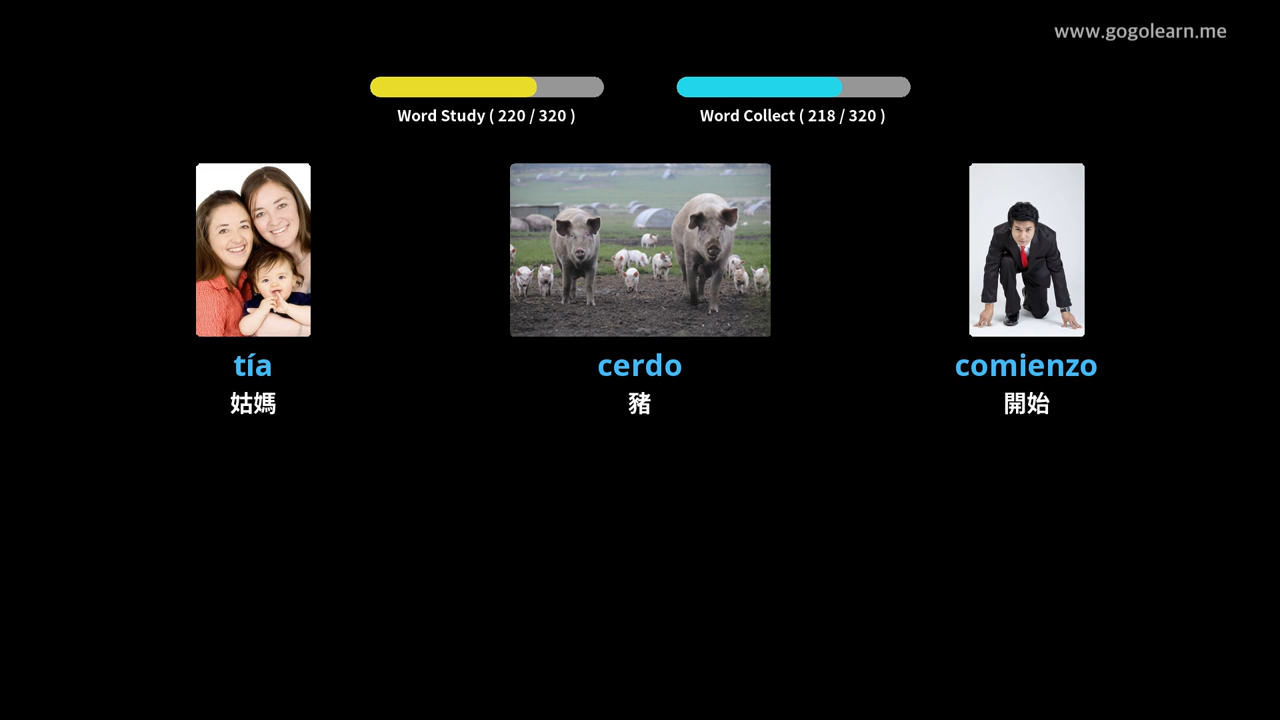 www.gogolearn.me
Word Study ( 220 / 320 )
Word Collect ( 218 / 320 )
tía
姑媽
cerdo
豬
comienzo
開始